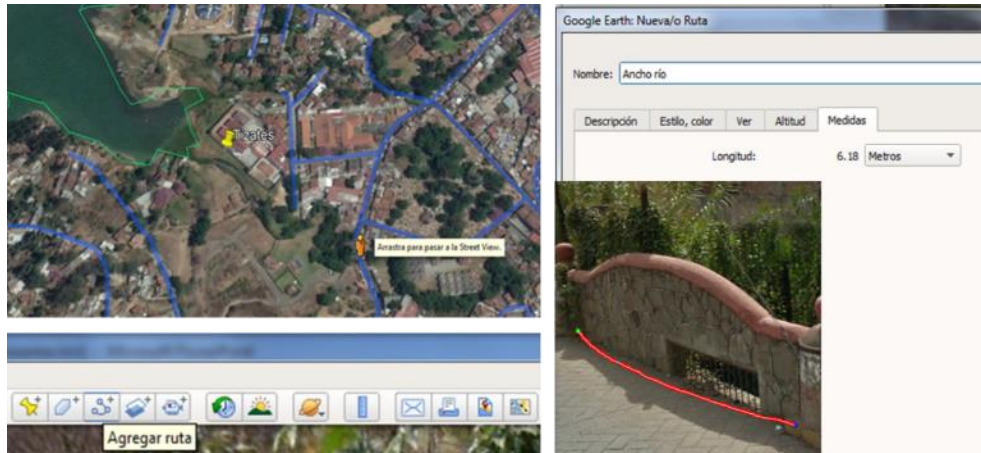 Tizates
Arrastra para pasar a la Street View.
Agregar ruta
Google Earth: Nueva/o Ruta
Nombre: Ancho río
Descripción Estilo, color Ver Altitud Medidas
Longitud: 6.18 Metros